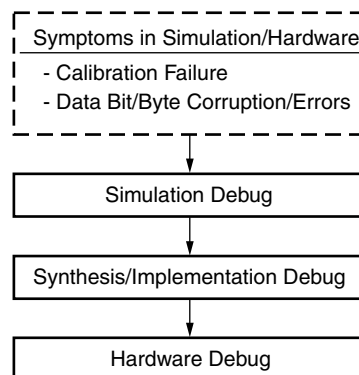 Symptoms in Simulation/Hardware
- Calibration Failure
- Data Bit/Byte Corruption/Errors
Simulation Debug
Synthesis/Implementation Debug
Hardware Debug